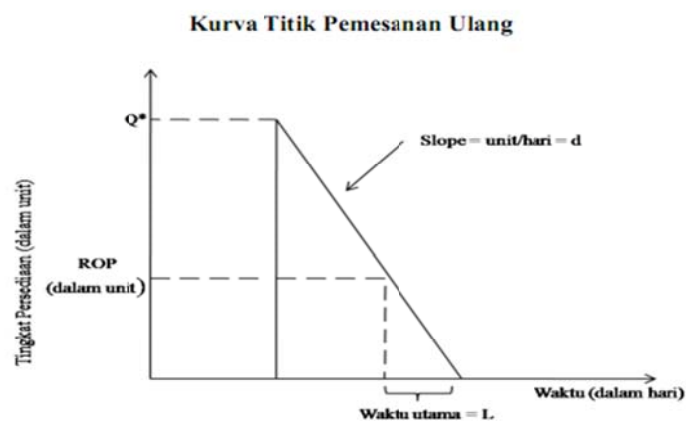 Kurva Titik Pemesanan Ulang
Q*
Slope = unit/hari = d
Tingkat Persediaan (dalam unit)
ROP
(dalam unit)
Waktu (dalam hari)
Waktu utama = L